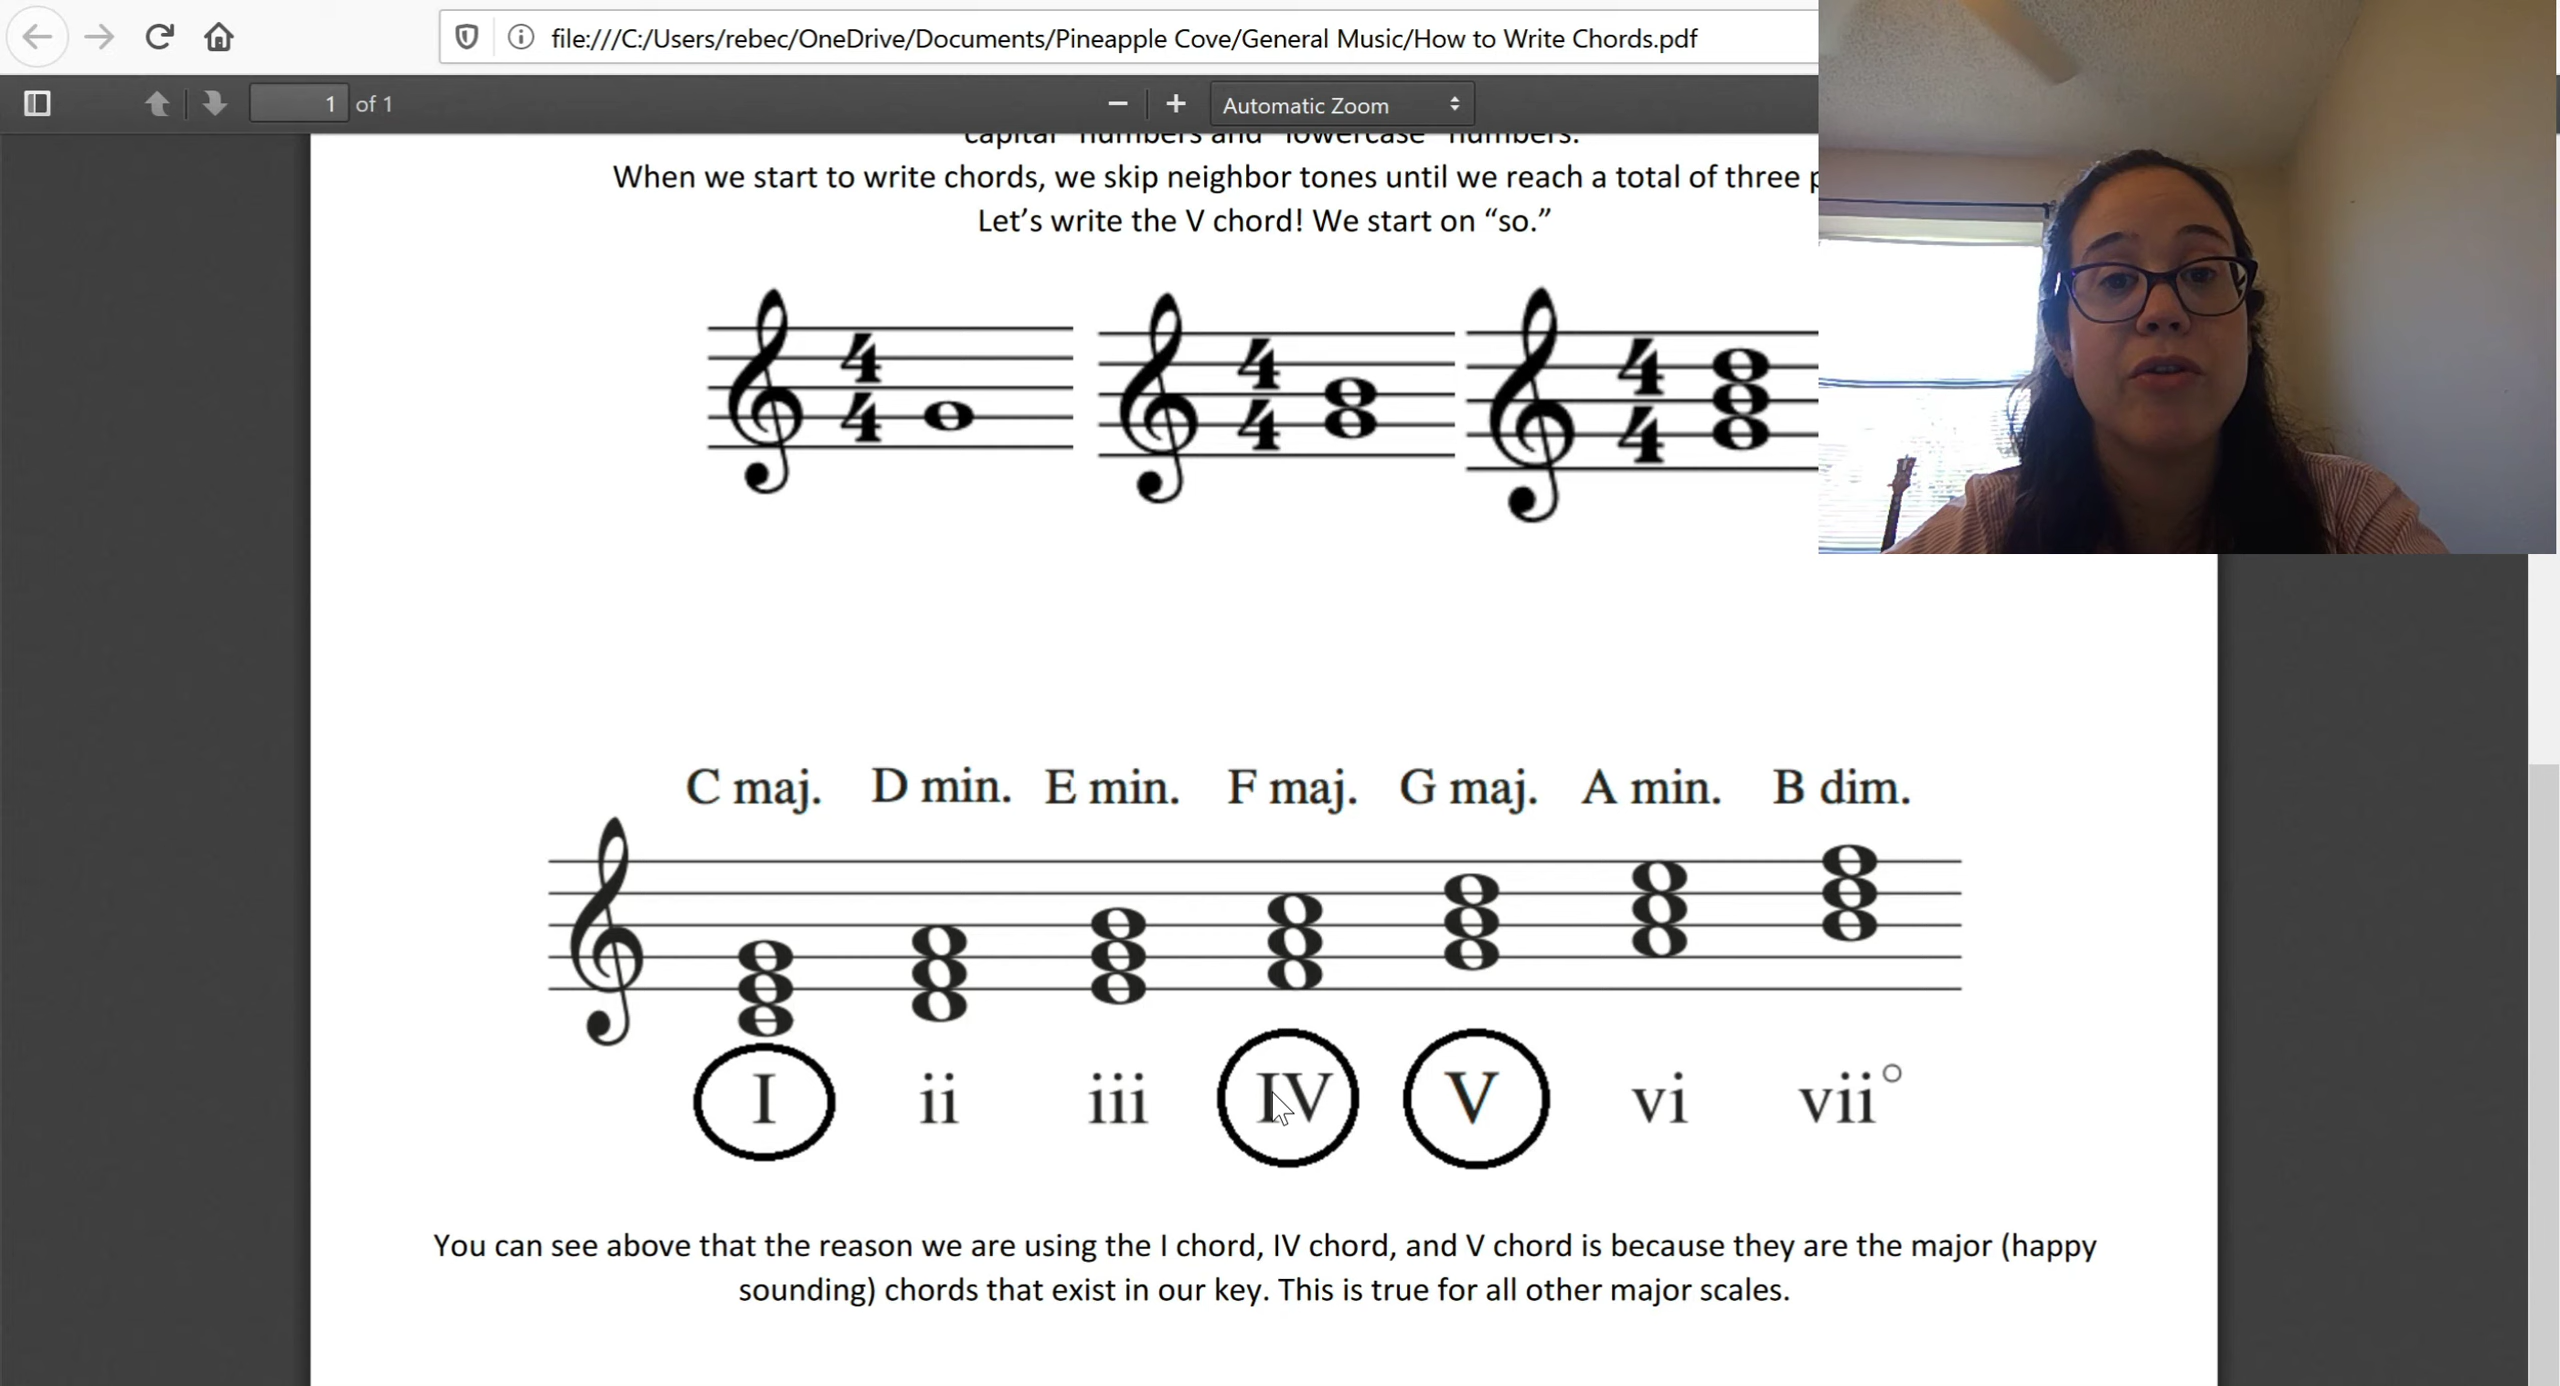 file:///C:/Users/rebec/OneDrive/Documents/Pineapple Cove/General Music/How to Write Chords.pdf
1 of 1
Automatic Zoom
capital" numbers and "lowercase" numbers.
When we start to write chords, we skip neighbor tones until we reach a total of three
Let's write the V chord! We start on “so.”
4 4 4
4 4 4
C maj. D min. E min. F maj. G maj. A min. B dim.
I ii iii IV V vi vii°
You can see above that the reason we are using the I chord, IV chord, and V chord is because they are the major (happy
sounding) chords that exist in our key. This is true for all other major scales.